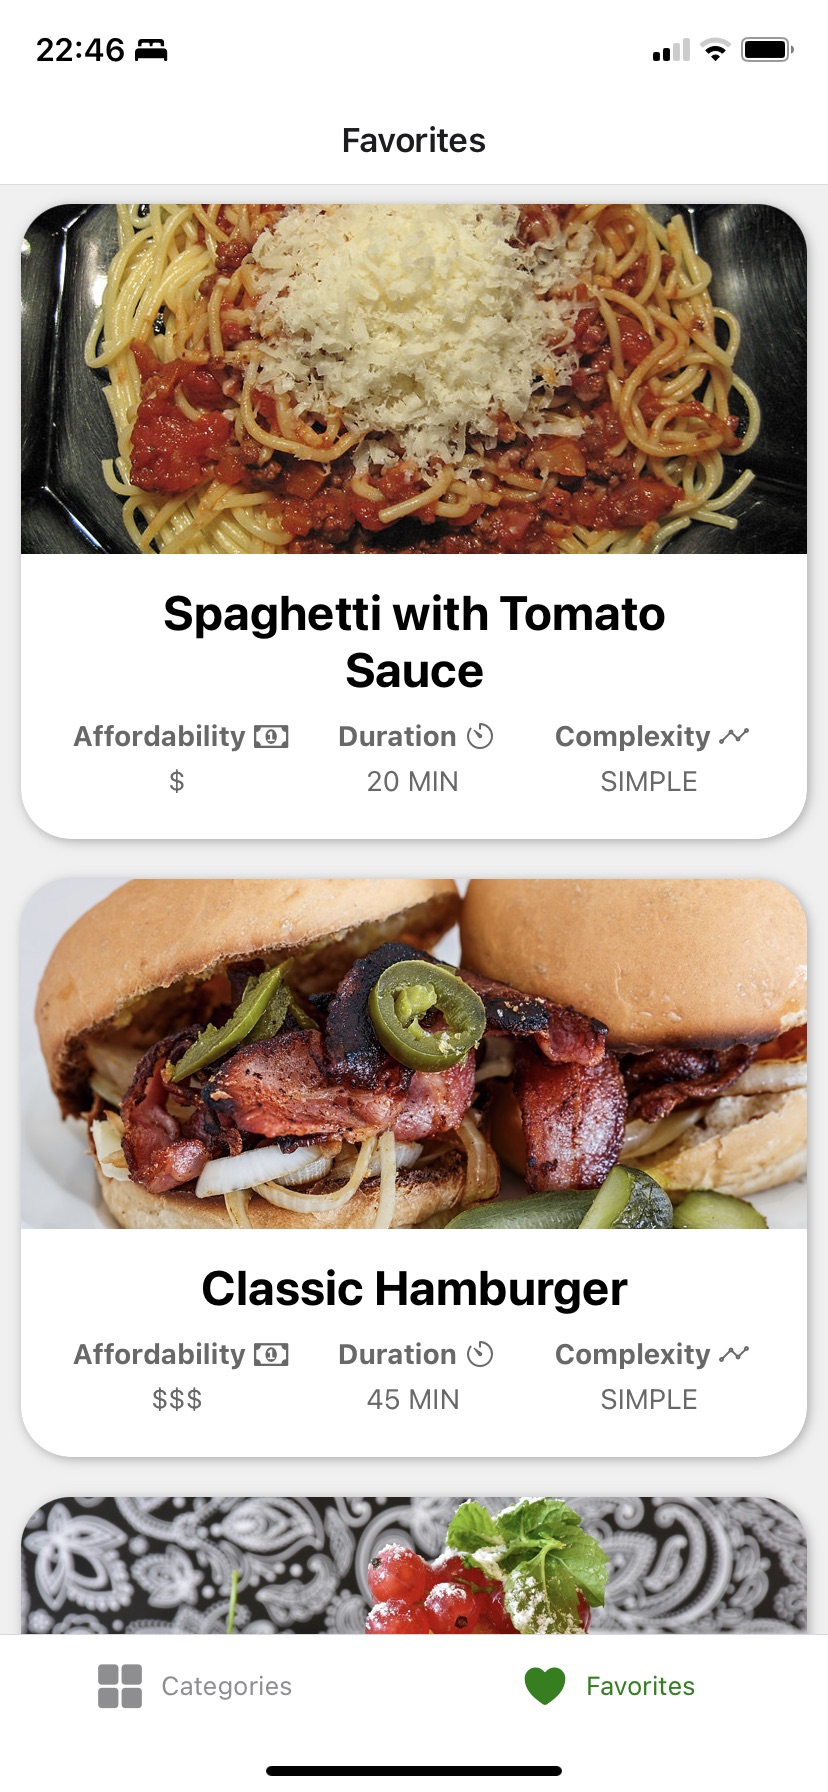 22:46
Favorites
Spaghetti with Tomato
Sauce
Affordability Duration Complexity
$ 20 MIN SIMPLE
Classic Hamburger
Affordability Duration Complexity
$$$ 45 MIN SIMPLE
Categories Favorites